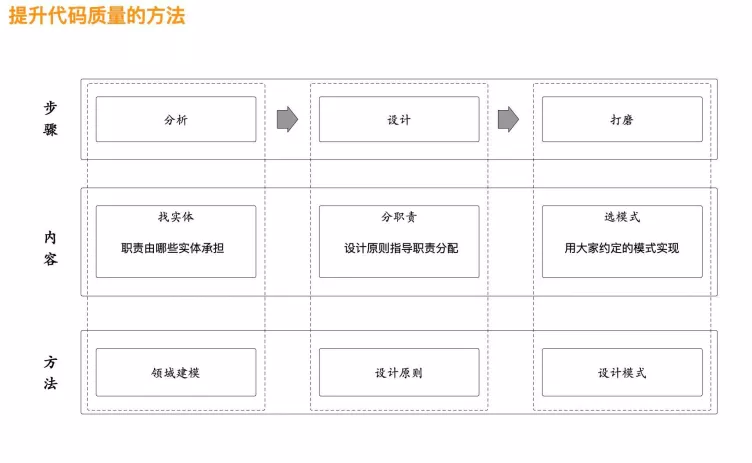 提升代码质量的方法
步骤
分析
设计
打磨
内容
找实体
职责由哪些实体承担
分职责
设计原则指导职责分配
选模式
用大家约定的模式实现
方法
领域建模
设计原则
设计模式